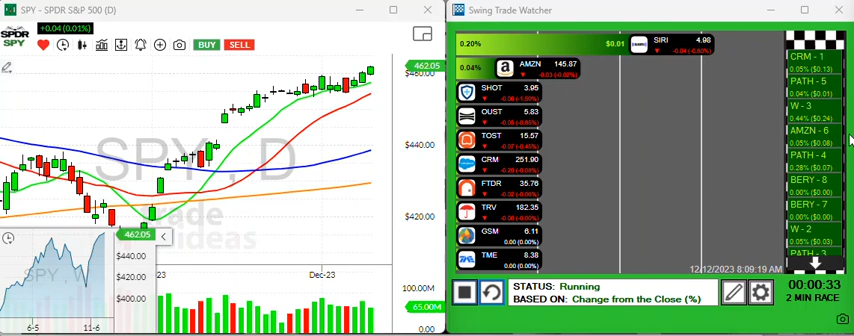 SPY - SPDR S&P 500 (D)
SPDR
SPY
+0.04 (0.01%)
BUY
SELL
462.05
$460.00
$440.00
$420.00
SPY, D
Trade
Ideas
462.05
$440.00
$420.00
$400.00
6-5
11-6
23
Dec-23
100.00M
65.00M
0.00
Swing Trade Watcher
0.20%
$0.01
SIRI
4.98
0.04%
AMZN
145.87
-0.03 (-0.02%)
SHOT
3.95
OUST
5.83
TOST
15.57
CRM
251.90
FTDR
35.76
TRV
182.35
GSM
6.11
0.00 (0.00%)
TME
8.38
0.00 (0.00%)
CRM - 1
0.05% ($0.13)
PATH - 5
0.04% ($0.01)
W - 3
0.44% ($0.24)
AMZN - 6
0.05% ($0.08)
PATH - 4
0.28% ($0.07)
BERY - 8
0.00% ($0.00)
BERY - 7
0.00% ($0.00)
W - 2
0.05% ($0.03)
PATH - 3
12/12/2023 8:09:19 AM
STATUS: Running
BASED ON: Change from the Close (%)
00:00:33
2 MIN RACE